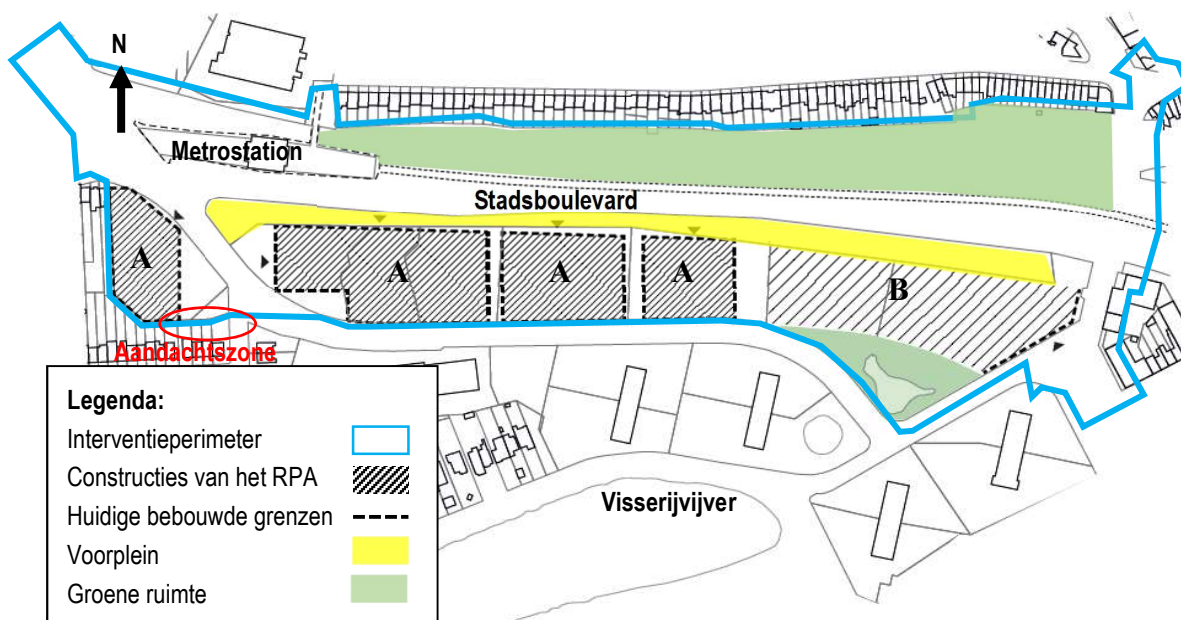 N
Metrostation
Stadsboulevard
A
A
A
A
B
Aandachtszone
Legenda:
Interventieperimeter
Constructies van het RPA
Huidige bebouwde grenzen
Voorplein
Groene ruimte
Visserijvijver